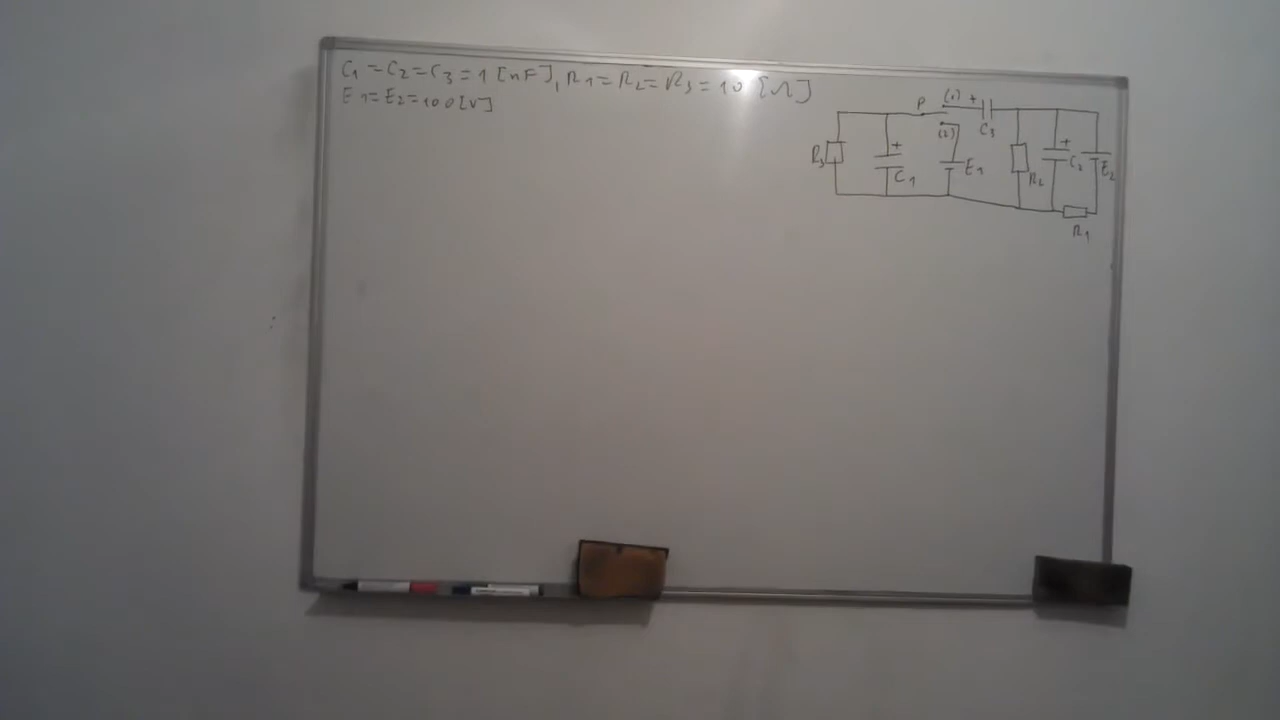 C1=C2=C3=1[nF], R1=R2=R3=10 [Ω]
E1=E2=100[V]
P (1) + C3
(2)
R3 + C1 E1 R2 + C2 E2
R1